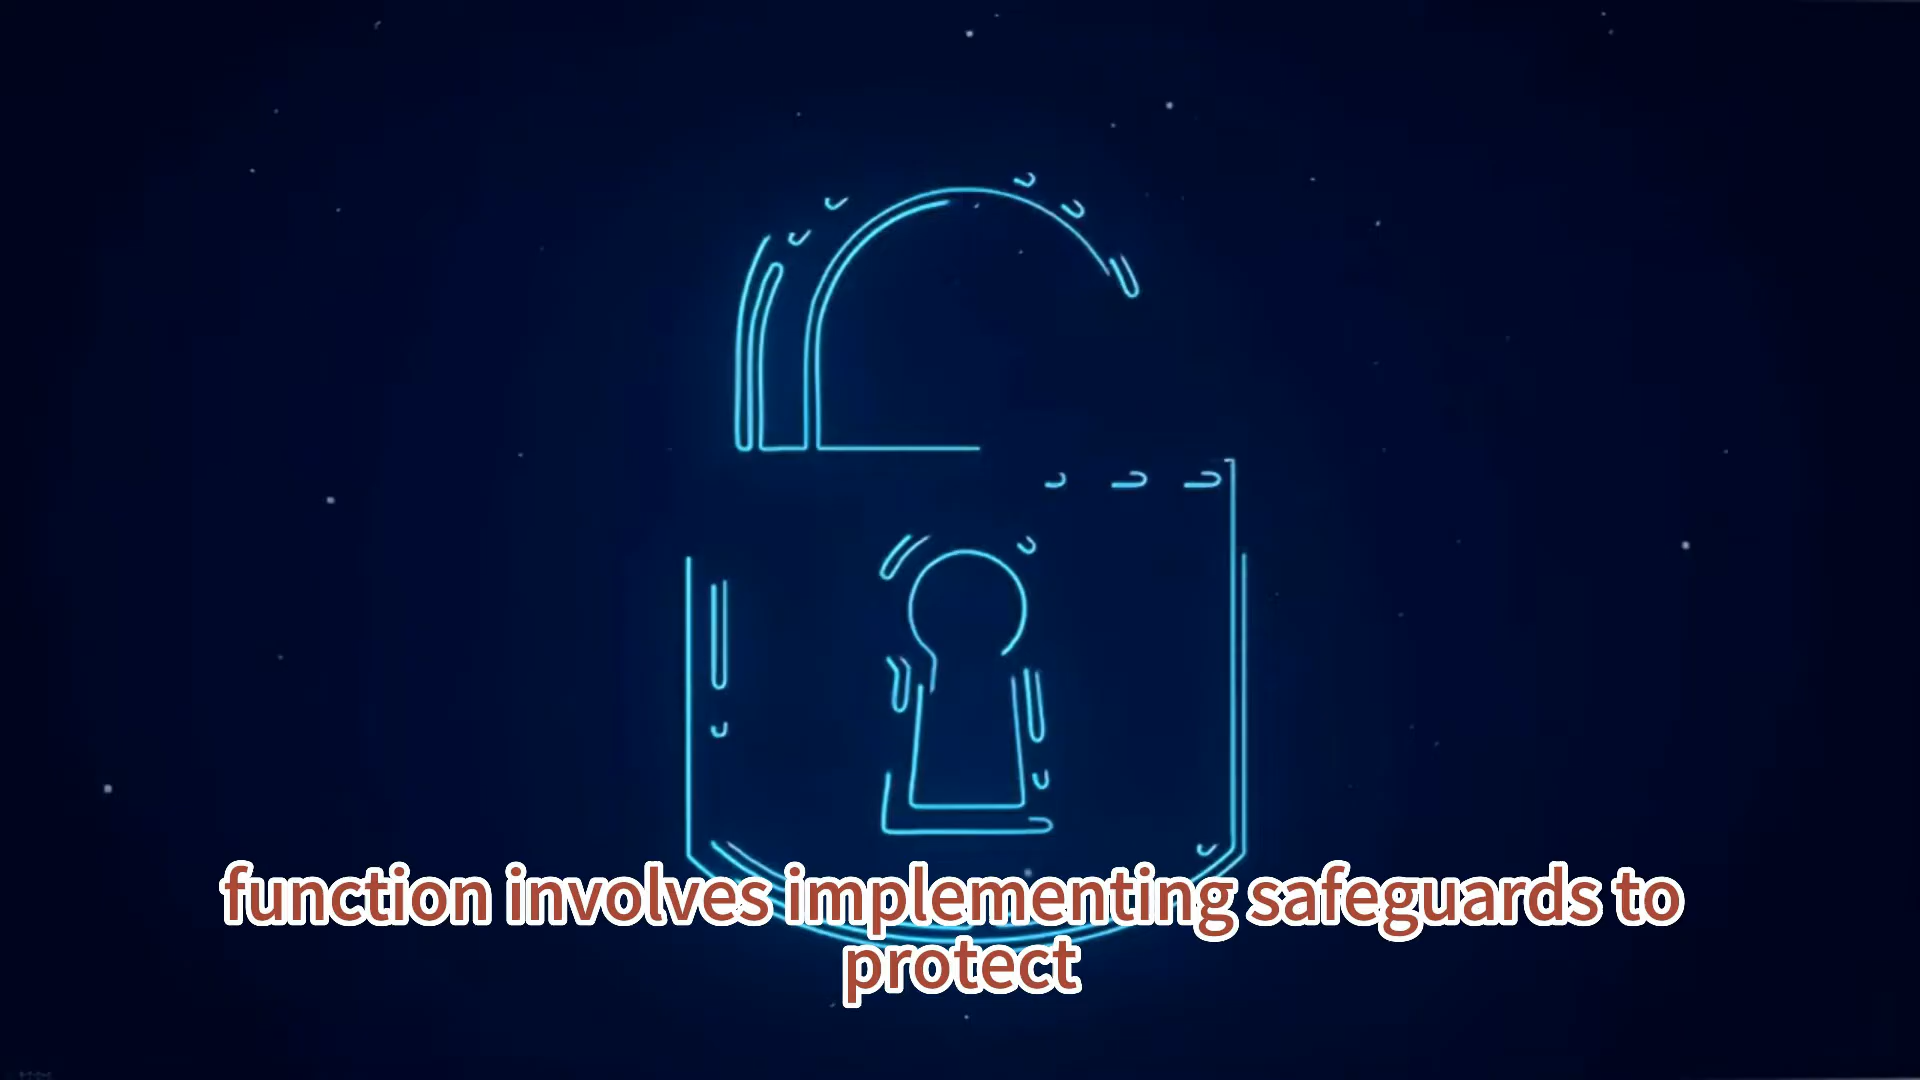 function involves implementing safeguards to
protect